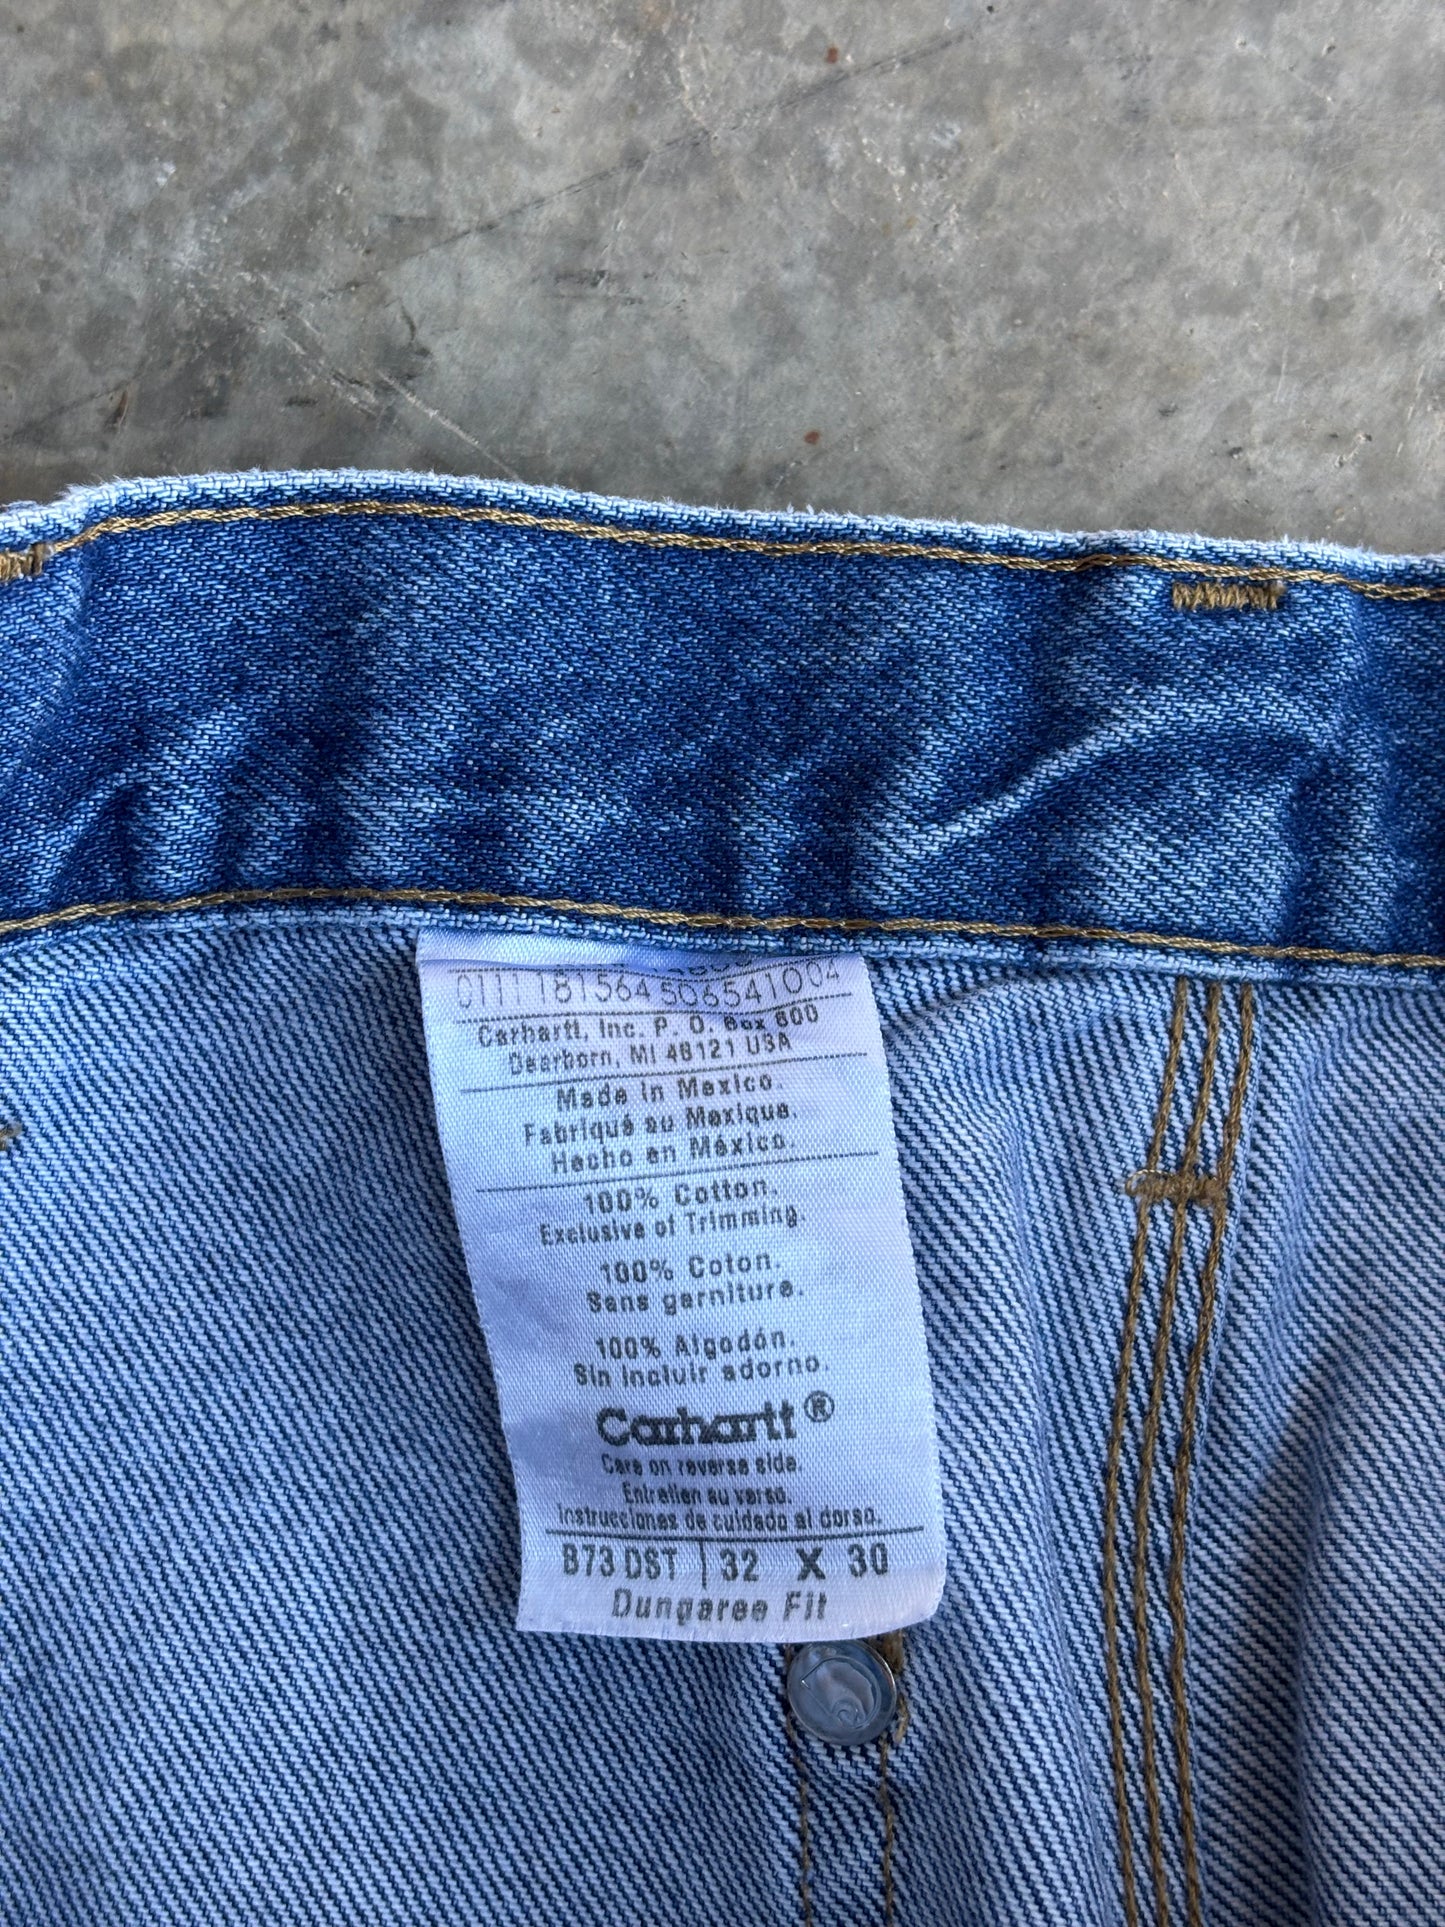 0111 181564 506541004
Carhartt, Inc. P. O. Box 600
Dearborn, MI 48121 USA
Made in Mexico.
Fabriqué au Mexique.
Hecho en México.
100% Cotton.
Exclusive of Trimming.
100% Coton.
Sans garniture.
100% Algodón.
Sin incluir adorno.
Carhartt®
Care on reverse side.
Entretien au verso.
Instrucciones de cuidado al dorso.
B73 DST | 32 X 30
Dungaree Fit